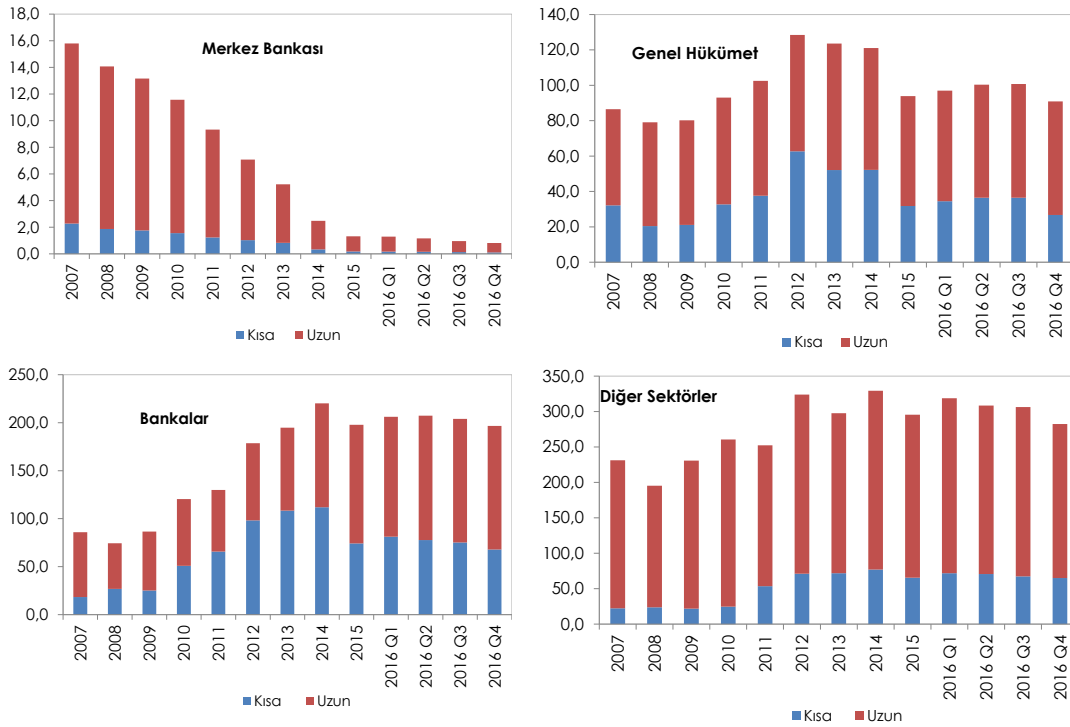 Merkez Bankası
18,0
16,0
14,0
12,0
10,0
8,0
6,0
4,0
2,0
0,0
2007
2008
2009
2010
2011
2012
2013
2014
2015
2016 Q1
2016 Q2
2016 Q3
2016 Q4
Kısa Uzun
Genel Hükümet
140,0
120,0
100,0
80,0
60,0
40,0
20,0
0,0
2007
2008
2009
2010
2011
2012
2013
2014
2015
2016 Q1
2016 Q2
2016 Q3
2016 Q4
Kısa Uzun
Bankalar
250,0
200,0
150,0
100,0
50,0
0,0
2007
2008
2009
2010
2011
2012
2013
2014
2015
2016 Q1
2016 Q2
2016 Q3
2016 Q4
Kısa Uzun
Diğer Sektörler
350,0
300,0
250,0
200,0
150,0
100,0
50,0
0,0
2007
2008
2009
2010
2011
2012
2013
2014
2015
2016 Q1
2016 Q2
2016 Q3
2016 Q4
Kısa Uzun